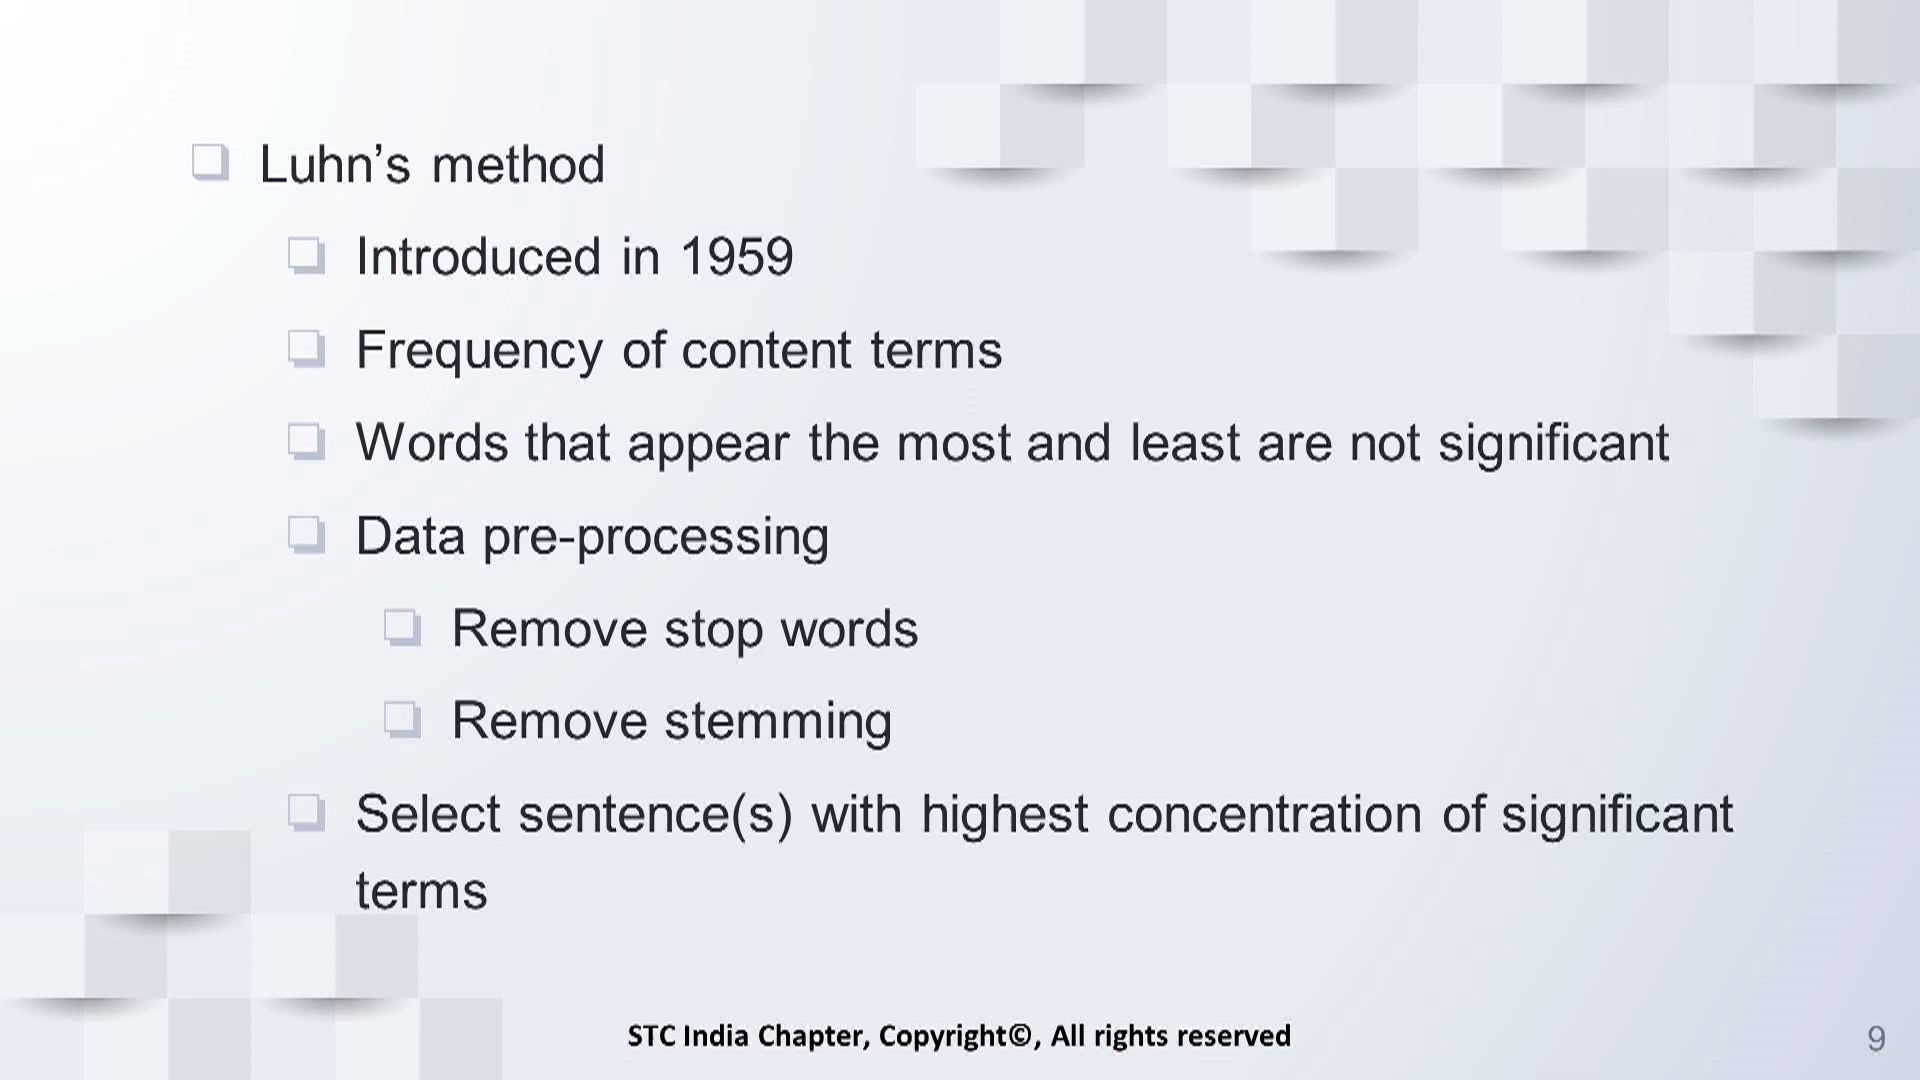 Luhn’s method
Introduced in 1959
Frequency of content terms
Words that appear the most and least are not significant
Data pre-processing
Remove stop words
Remove stemming
Select sentence(s) with highest concentration of significant
terms
STC India Chapter, Copyright©, All rights reserved
9